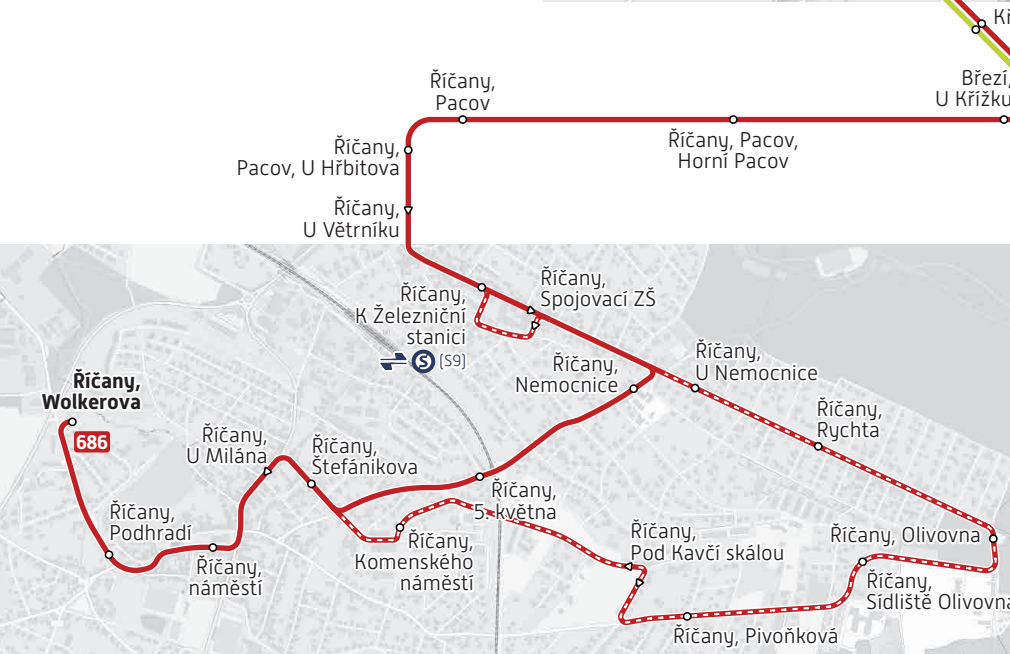 Kř
Březí,
U Křížku
Říčany,
Pacov
Říčany, Pacov,
Horní Pacov
Říčany,
Pacov, U Hřbitova
Říčany,
U Větrníku
Říčany,
Spojovací ZŠ
Říčany,
K Železniční
stanici
S (S9)
Říčany,
Nemocnice
Říčany,
U Nemocnice
Říčany,
Wolkerova
686
Říčany,
Rychta
Říčany,
U Milána
Říčany,
Štefánikova
Říčany,
5. května
Říčany,
Podhradí
Říčany,
náměstí
Říčany,
Komenského
náměstí
Říčany,
Pod Kavčí skálou
Říčany, Olivovna
Říčany,
Sídliště Olivovna
Říčany, Pivoňková